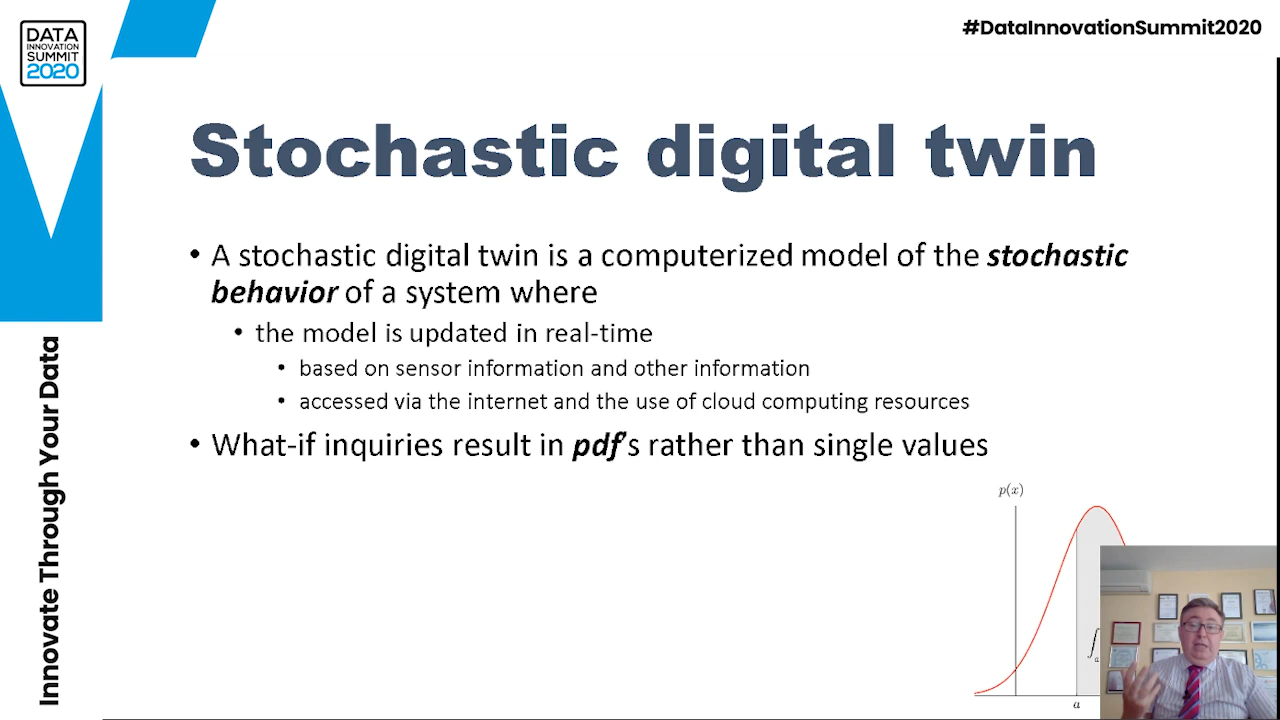 #DataInnovationSummit2020
DATA
INNOVATION
SUMMIT
2020
Innovate Through Your Data
Stochastic digital twin
• A stochastic digital twin is a computerized model of the stochastic
behavior of a system where
• the model is updated in real-time
• based on sensor information and other information
• accessed via the internet and the use of cloud computing resources
• What-if inquiries result in pdf's rather than single values
p(x)
∫a
a